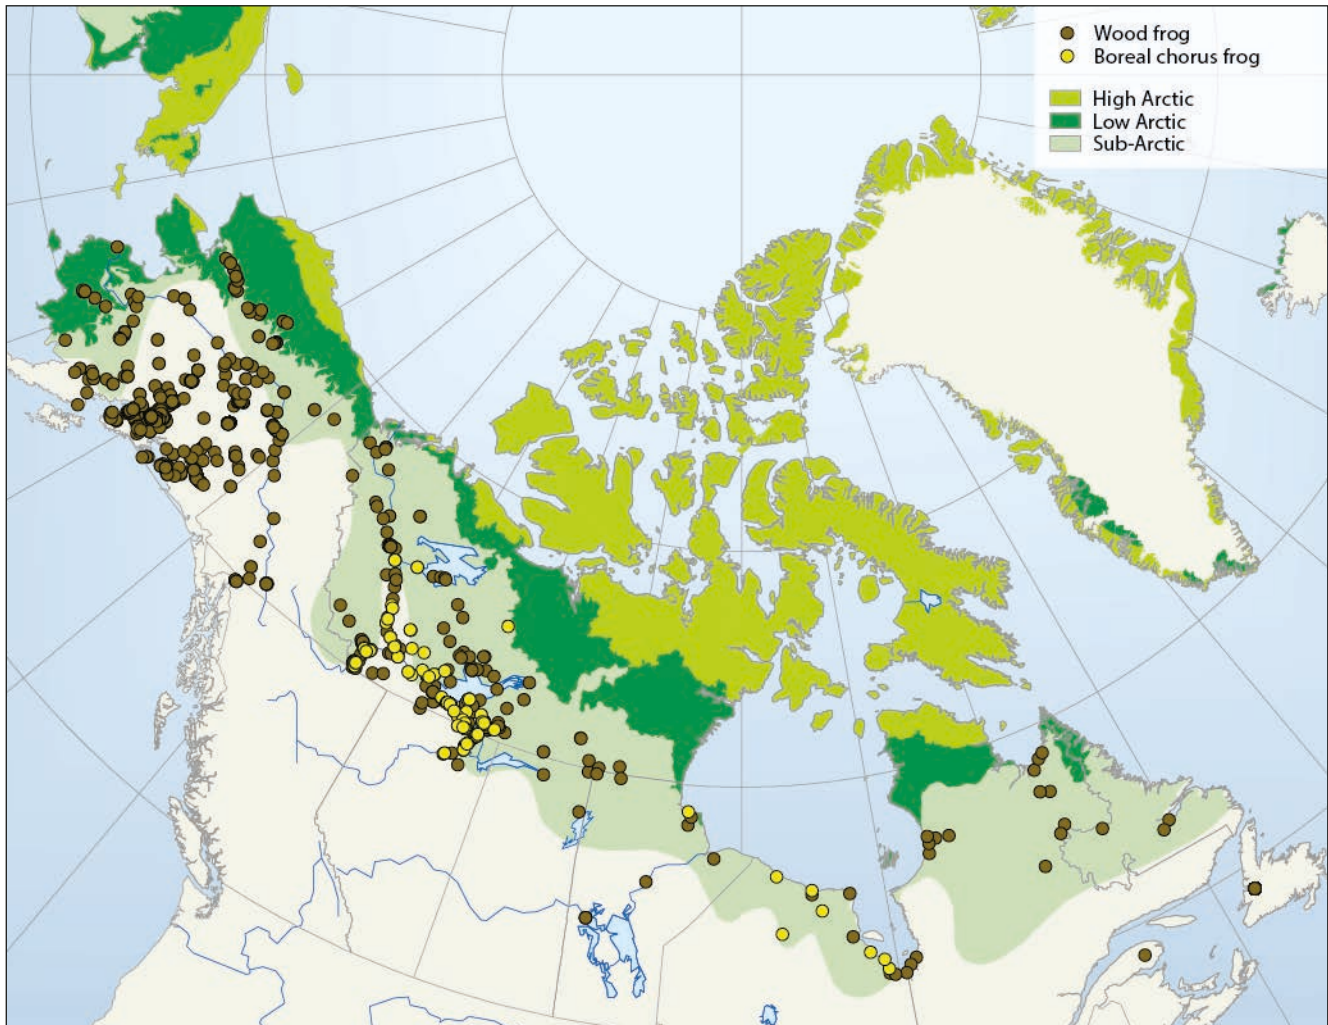 Wood frog
Boreal chorus frog
High Arctic
Low Arctic
Sub-Arctic